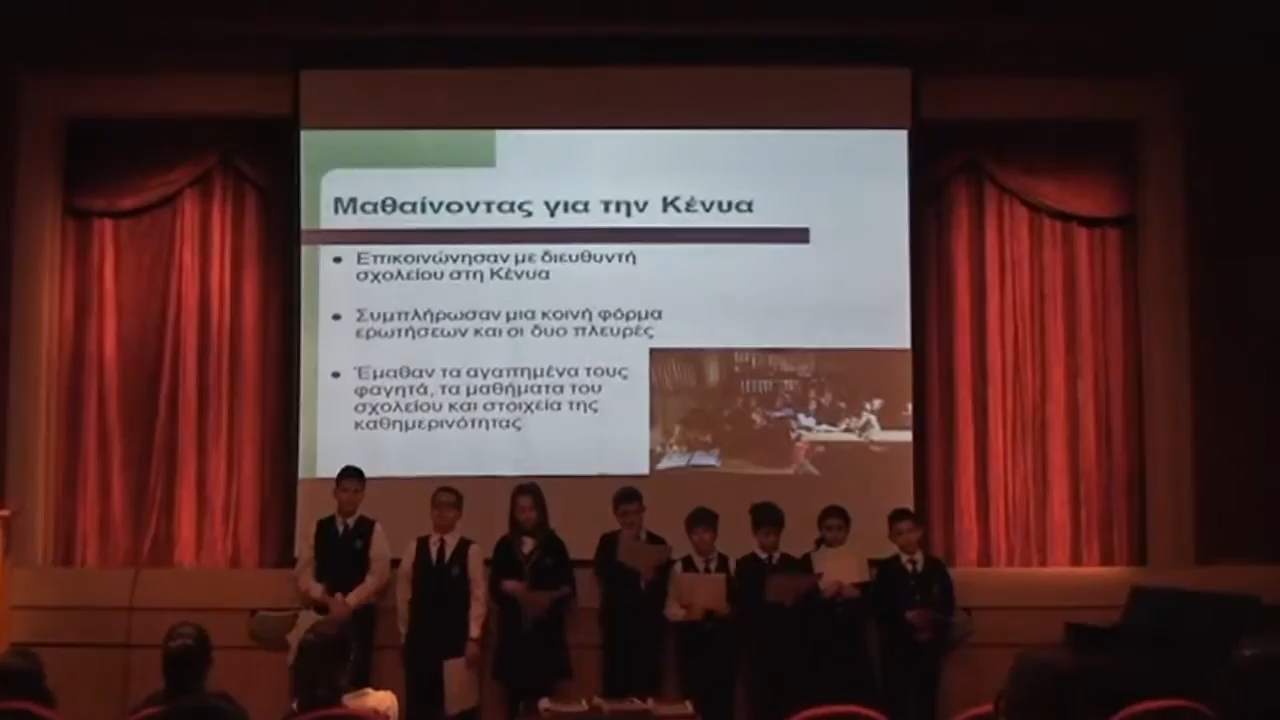 Μαθαίνοντας για την Κένυα
Επικοινώνησαν με διευθυντή
σχολείου στη Κένυα
Συμπλήρωσαν μια κοινή φόρμα
ερωτήσεων και οι δυο πλευρές
Έμαθαν τα αγαπημένα τους
φαγητά, τα μαθήματα του
σχολείου και στοιχεία της
καθημερινότητας